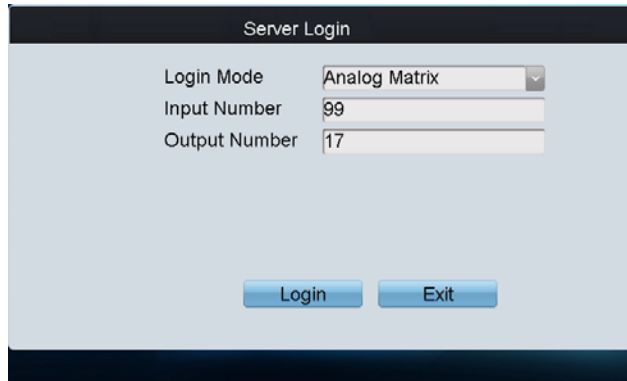 Server Login
Login Mode Analog Matrix
Input Number 99
Output Number 17
Login Exit